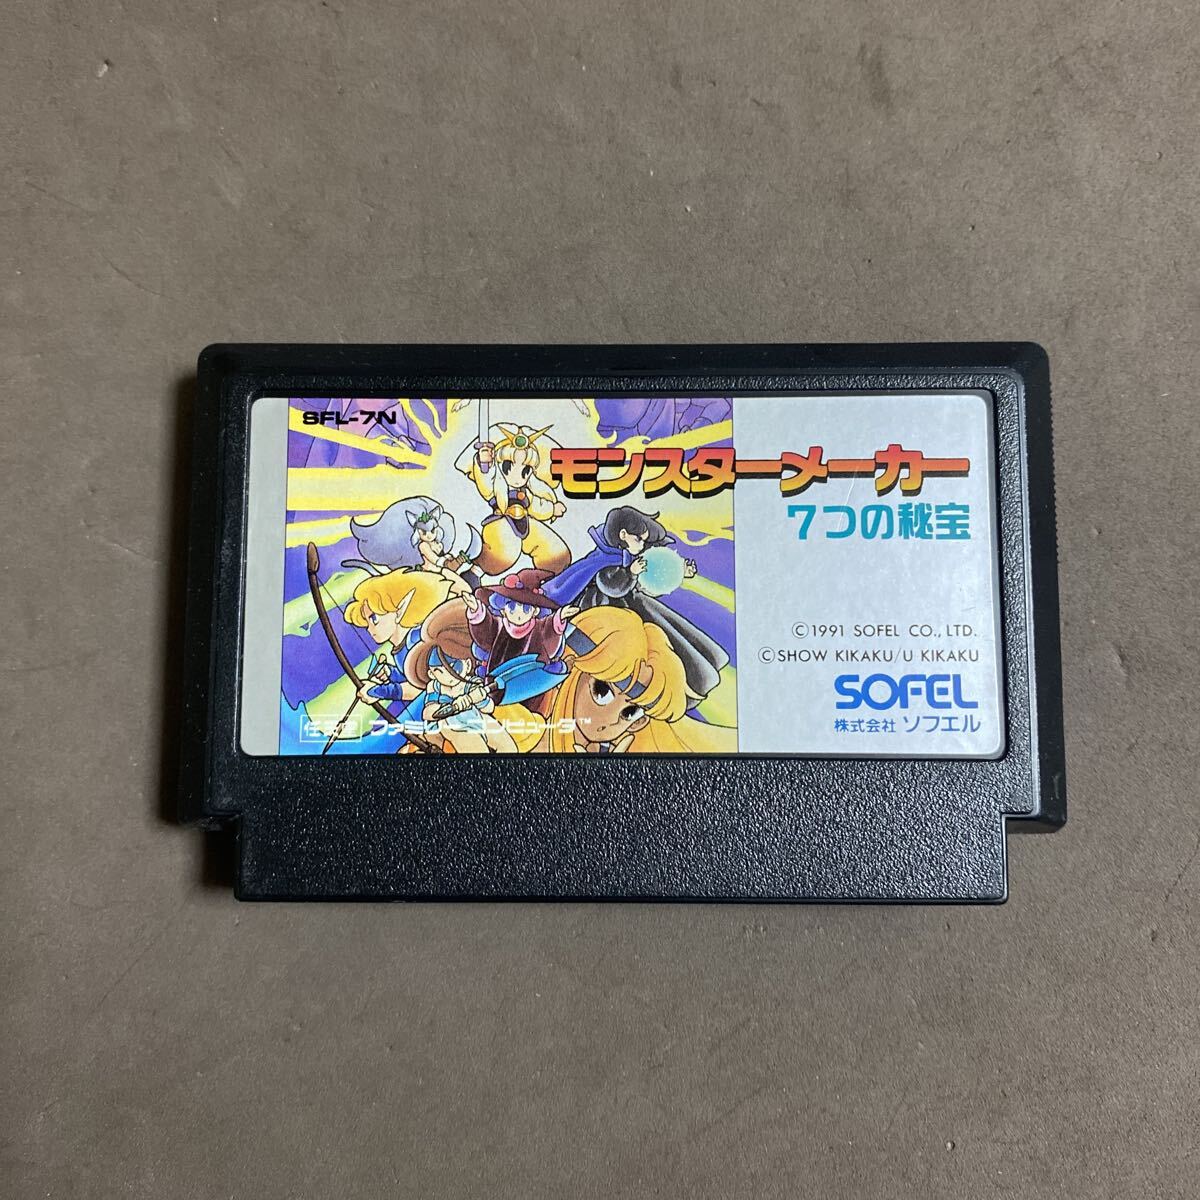 SFL-7N
モンスターメーカー
7つの秘宝
©1991 SOFEL CO., LTD.
©SHOW KIKAKU/U KIKAKU
SOFEL
株式会社 ソフエル
任天堂 ファミリーコンピュータ™